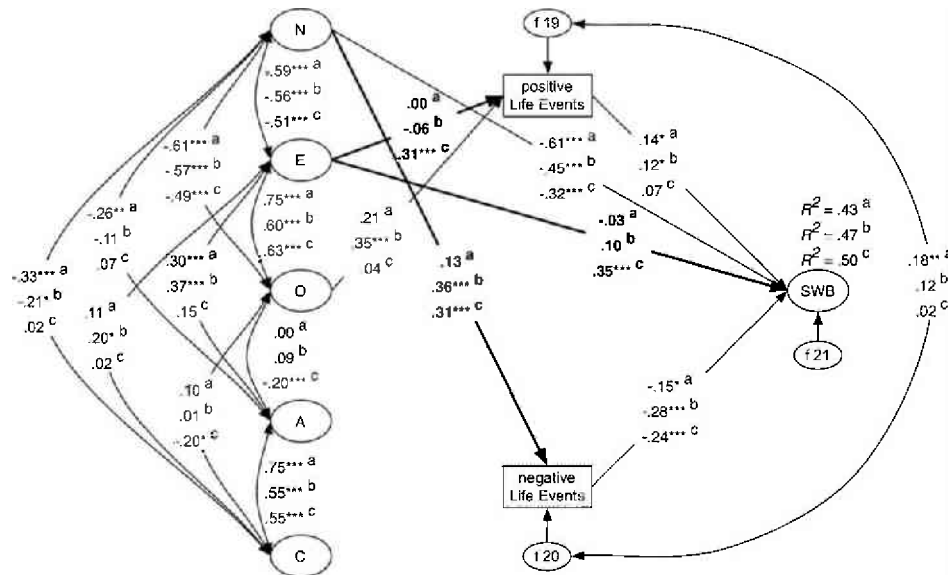 N
f 19
positive
Life Events
-.59*** a
-.56*** b
-.51*** c
.00 a
-.06 b
.31*** c
-.61*** a
-.45*** b
-.32*** c
.14* a
.12* b
.07 c
-.61*** a
-.57*** b
-.49*** c
E
-.26** a
-.11 b
.07 c
.75*** a
.60*** b
.63*** c
.21 a
.35*** b
.04 c
-.03 a
.10 b
.35*** c
R² = .43 a
R² = .47 b
R² = .50 c
SWB
f 21
.18** a
.12 b
.02 c
-.33*** a
-.21* b
.02 c
.11 a
.20* b
.02 c
.30*** a
.37*** b
.15 c
O
.13 a
.36*** b
.31*** c
.00 a
.09 b
-.20*** c
.10 a
.01 b
-.20* c
A
-.15* a
-.28*** b
-.24*** c
.75*** a
.55*** b
.55*** c
negative
Life Events
C
f 20